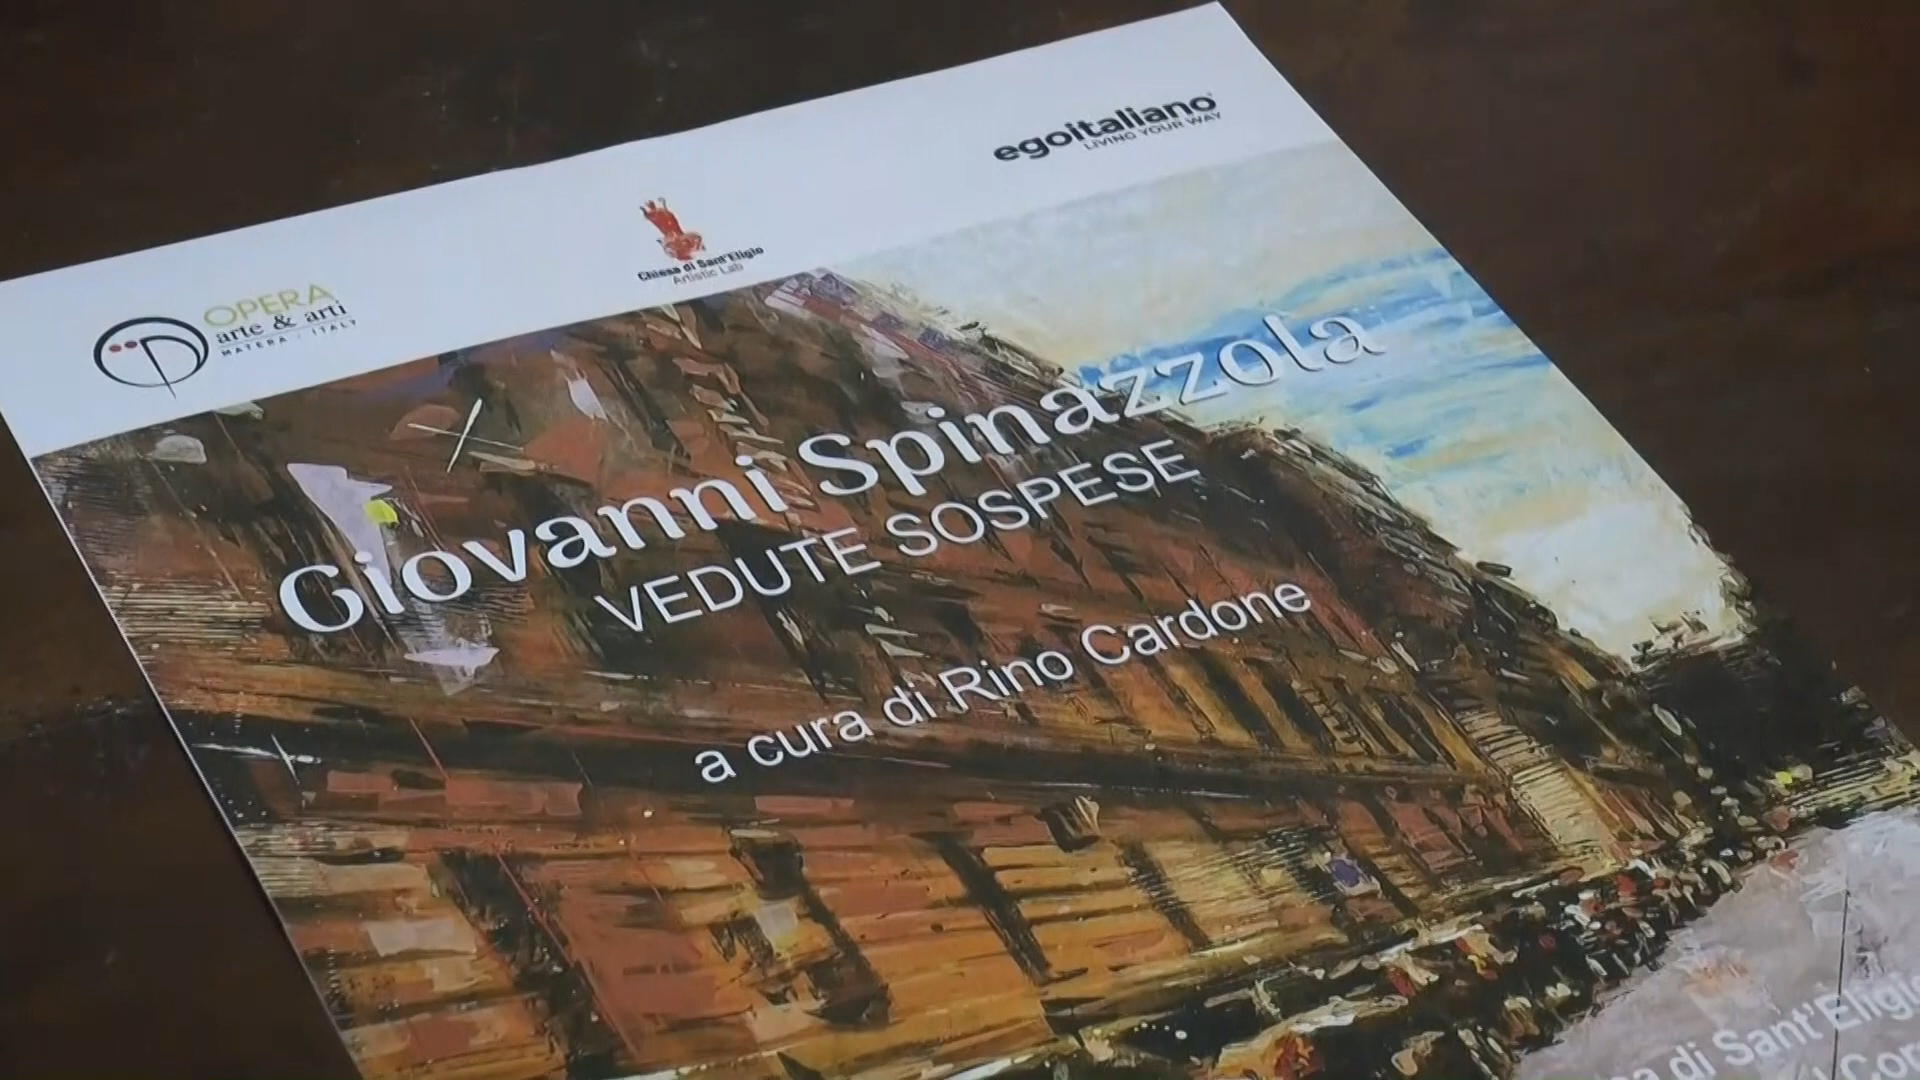 egoitaliano
LIVING YOUR WAY
Chiesa di Sant'Eligio
Artistic Lab
OPERA
arte & arti
MATERA - ITALY
Giovanni Spinazzola
VEDUTE SOSPESE
a cura di Rino Cardone
di Sant'Eligio